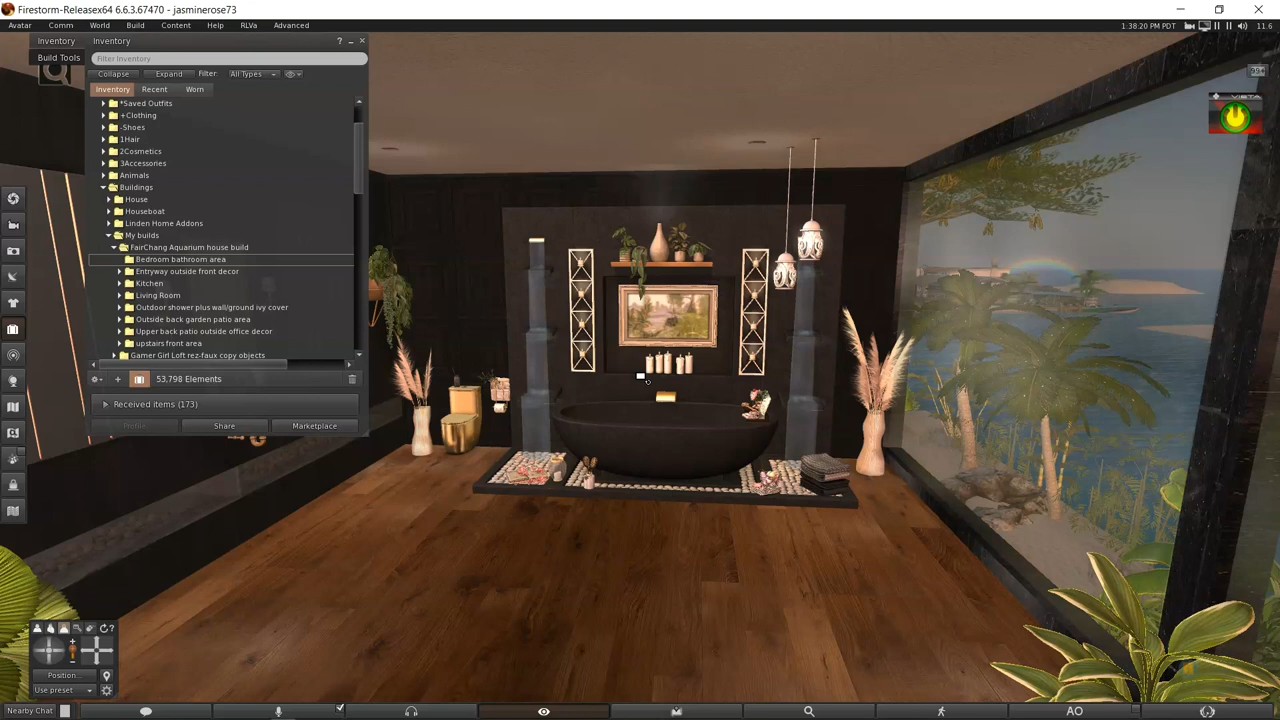 Firestorm-Releasex64 6.6.3.67470 - jasminerose73
Avatar Comm World Build Content Help RLVa Advanced
1:38:20 PM PDT
11.6
Inventory
Build Tools
Inventory
?
Filter Inventory
Collapse Expand Filter: All Types
Inventory Recent Worn
*Saved Outfits
+Clothing
-Shoes
1Hair
2Cosmetics
3Accessories
Animals
Buildings
House
Houseboat
Linden Home Addons
My builds
FairChang Aquarium house build
Bedroom bathroom area
Entryway outside front decor
Kitchen
Living Room
Outdoor shower plus wall/ground ivy cover
Outside back garden patio area
Upper back patio outside office decor
upstairs front area
Gamer Girl Loft rez-faux copy objects
53,798 Elements
Received items (173)
Profile Share Marketplace
99+
VISTA
?
Position...
Use preset
Nearby Chat
AO